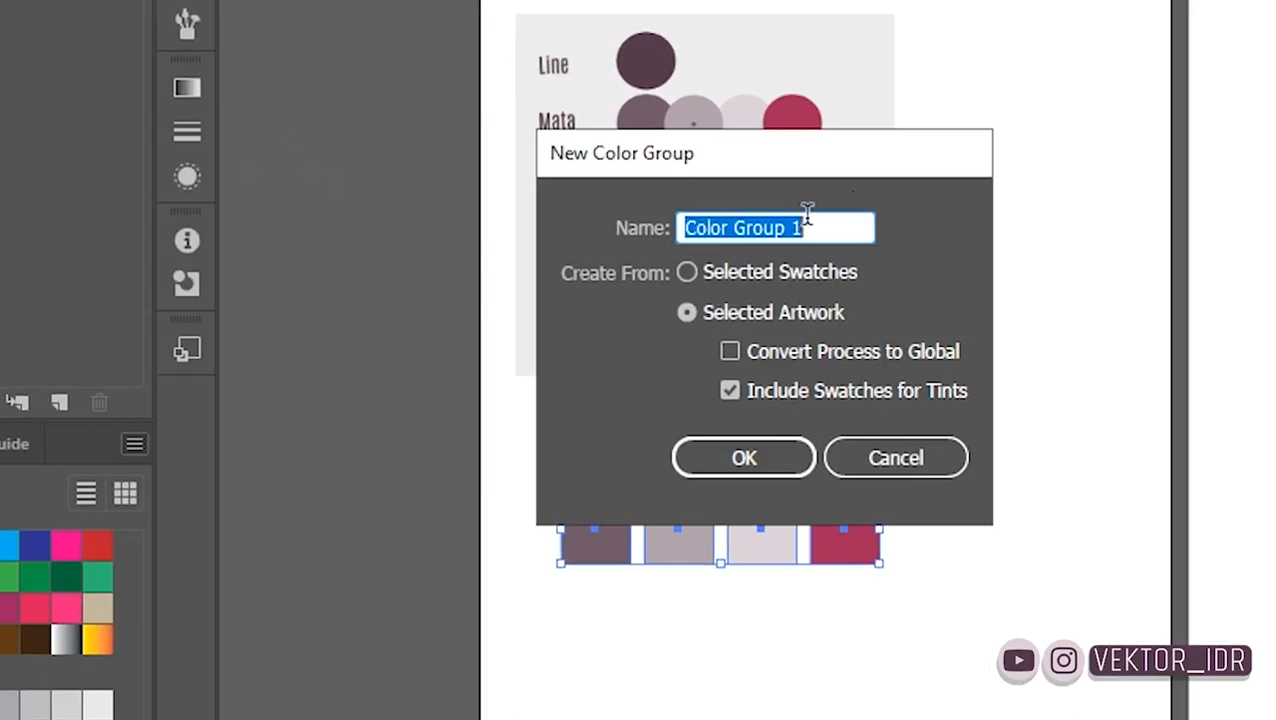 Line
Mata
New Color Group
Name: Color Group 1
Create From: Selected Swatches
Selected Artwork
Convert Process to Global
Include Swatches for Tints
OK Cancel
uide
VEKTOR_IDR